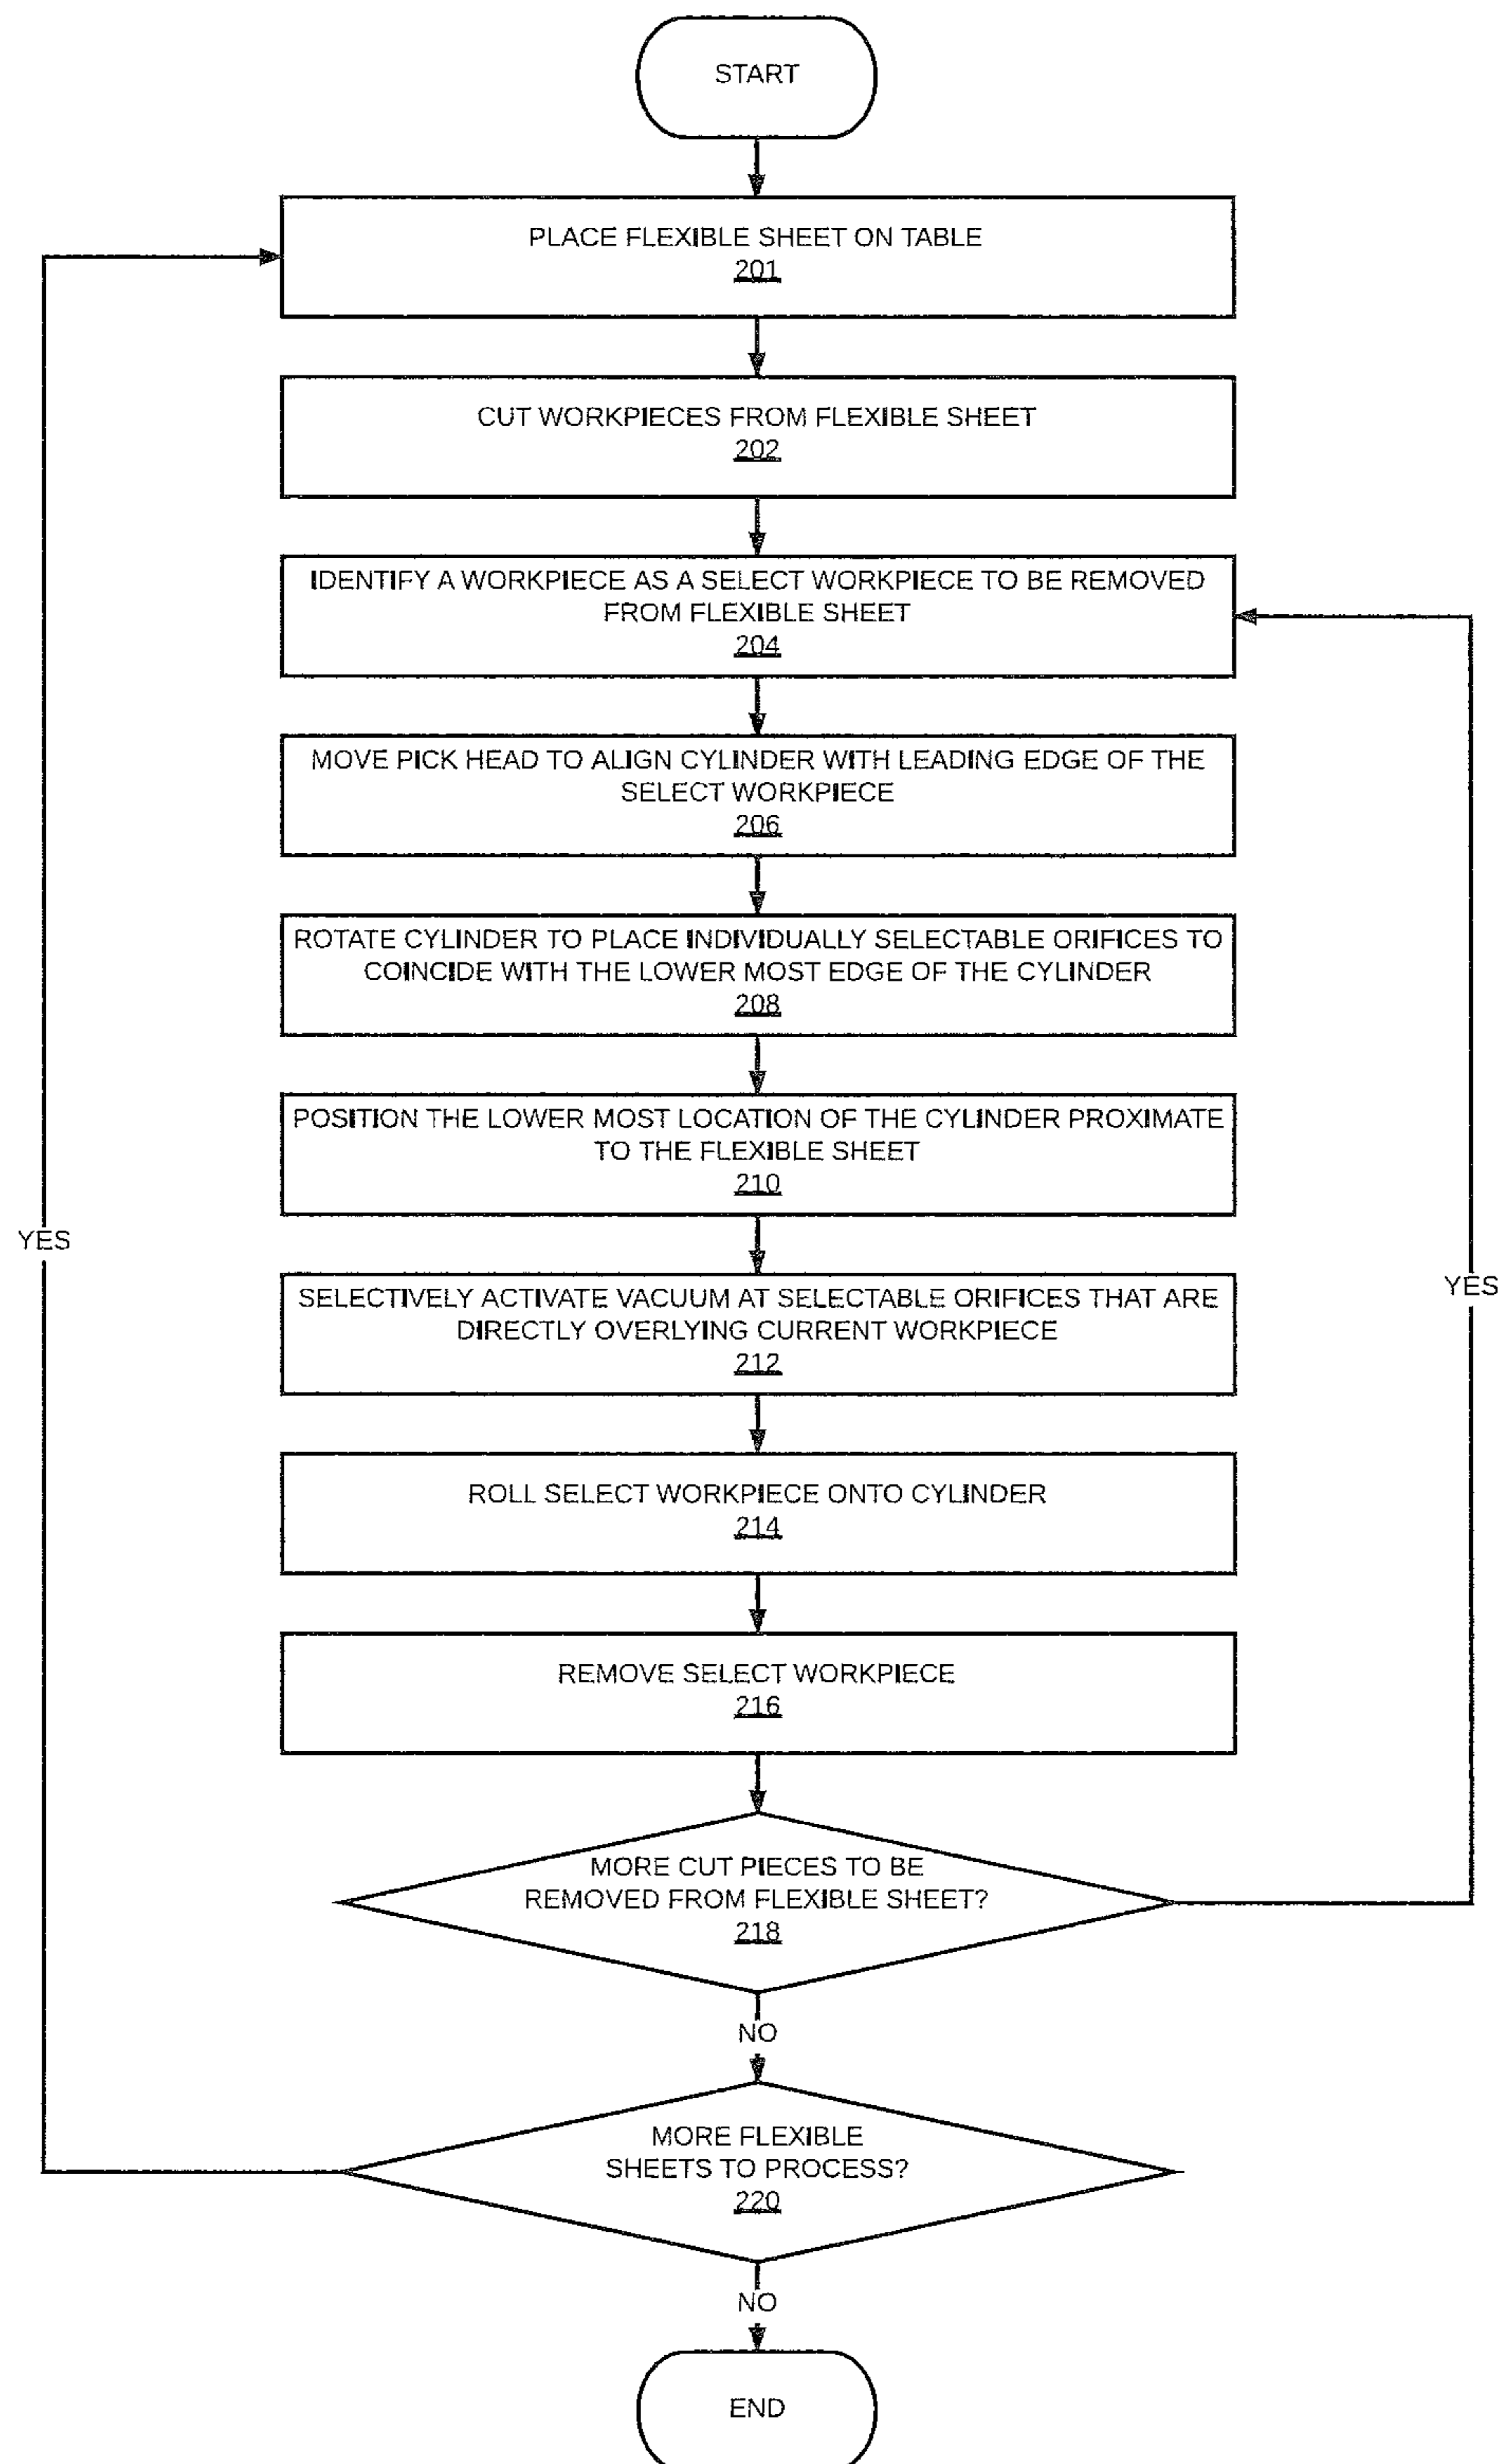 START
PLACE FLEXIBLE SHEET ON TABLE
201
CUT WORKPIECES FROM FLEXIBLE SHEET
202
IDENTIFY A WORKPIECE AS A SELECT WORKPIECE TO BE REMOVED
FROM FLEXIBLE SHEET
204
MOVE PICK HEAD TO ALIGN CYLINDER WITH LEADING EDGE OF THE
SELECT WORKPIECE
206
ROTATE CYLINDER TO PLACE INDIVIDUALLY SELECTABLE ORIFICES TO
COINCIDE WITH THE LOWER MOST EDGE OF THE CYLINDER
208
POSITION THE LOWER MOST LOCATION OF THE CYLINDER PROXIMATE
TO THE FLEXIBLE SHEET
210
YES
YES
SELECTIVELY ACTIVATE VACUUM AT SELECTABLE ORIFICES THAT ARE
DIRECTLY OVERLYING CURRENT WORKPIECE
212
ROLL SELECT WORKPIECE ONTO CYLINDER
214
REMOVE SELECT WORKPIECE
216
MORE CUT PIECES TO BE
REMOVED FROM FLEXIBLE SHEET?
218
NO
MORE FLEXIBLE
SHEETS TO PROCESS?
220
NO
END